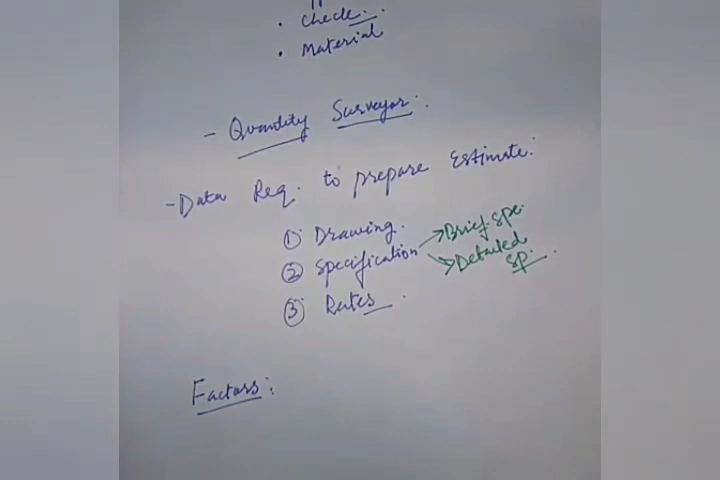 • Check.
• Material
- Quantity Surveyor:
- Data Req. to prepare Estimate:
① Drawing.
② Specification → Brief. Spe.
→ Detailed Sp.
③ Rates.
Factors: